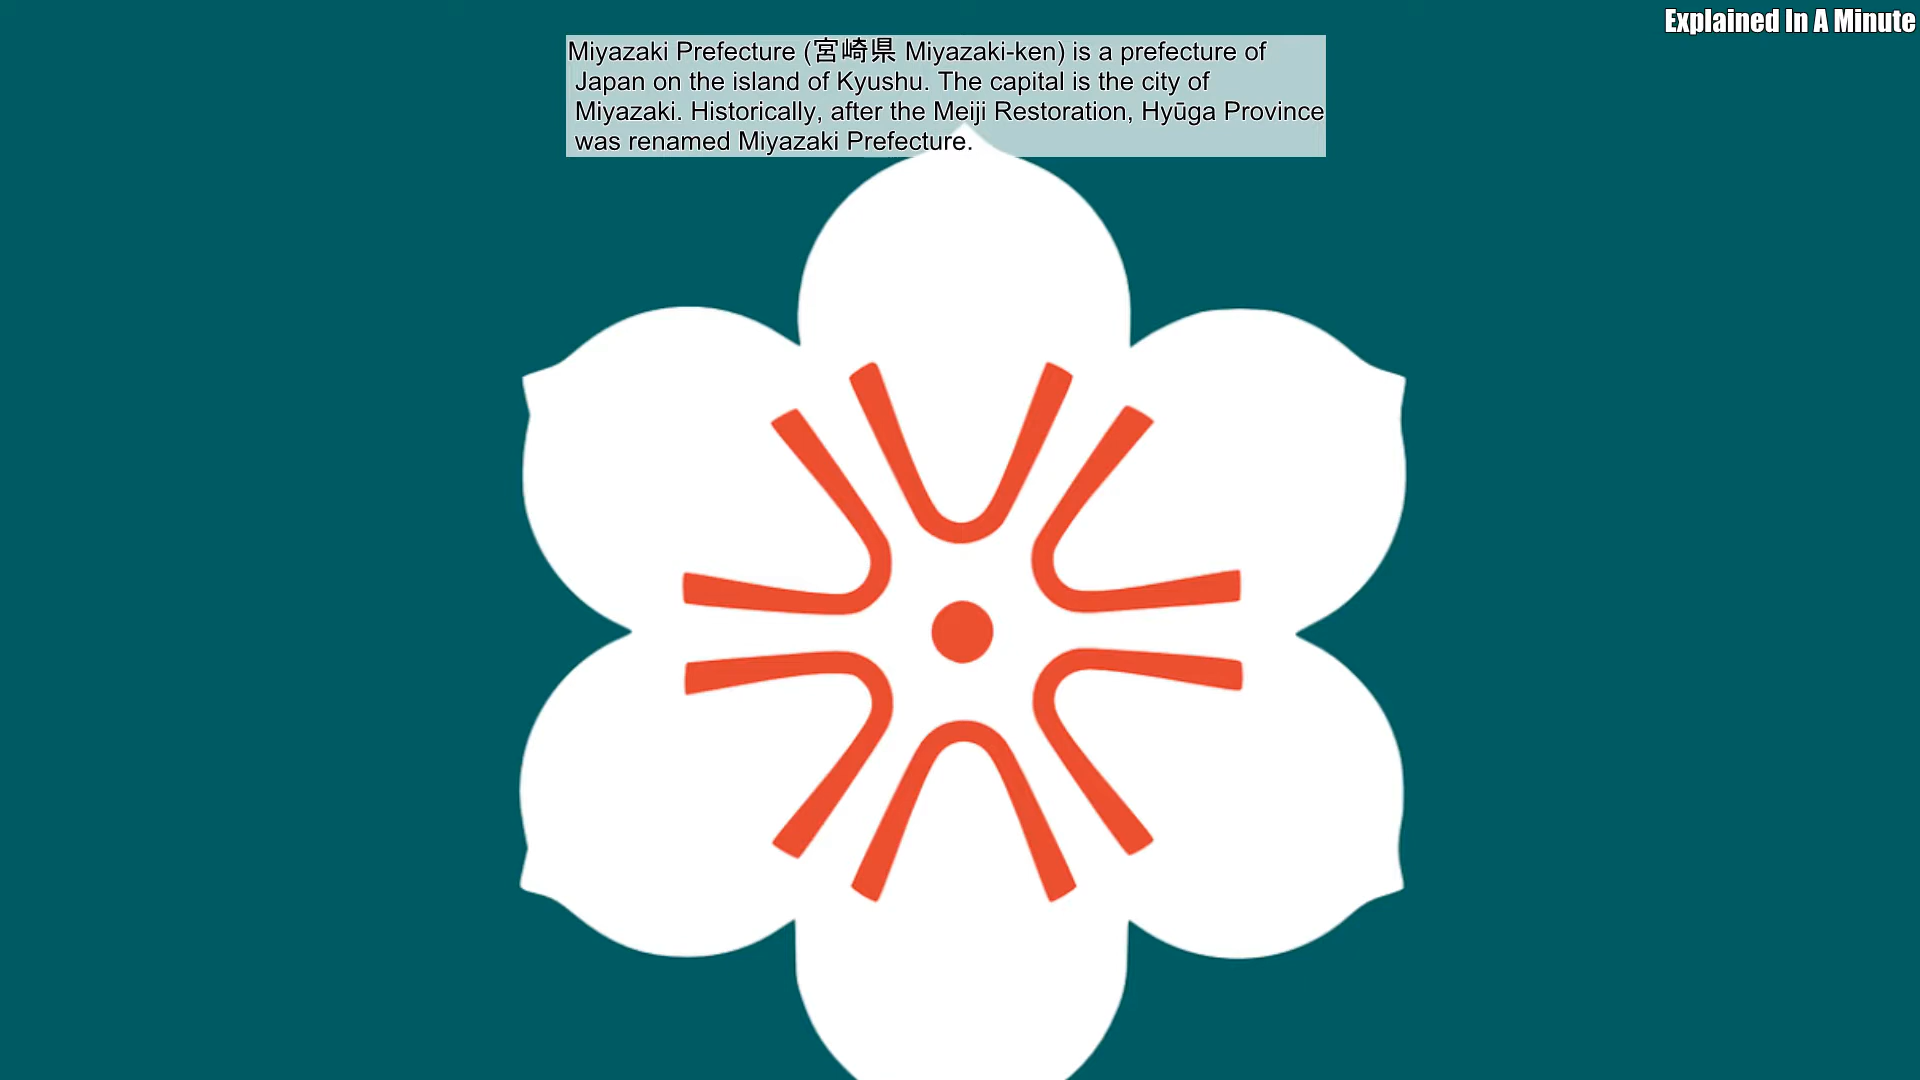 Explained In A Minute
Miyazaki Prefecture (宮崎県 Miyazaki-ken) is a prefecture of
Japan on the island of Kyushu. The capital is the city of
Miyazaki. Historically, after the Meiji Restoration, Hyūga Province
was renamed Miyazaki Prefecture.